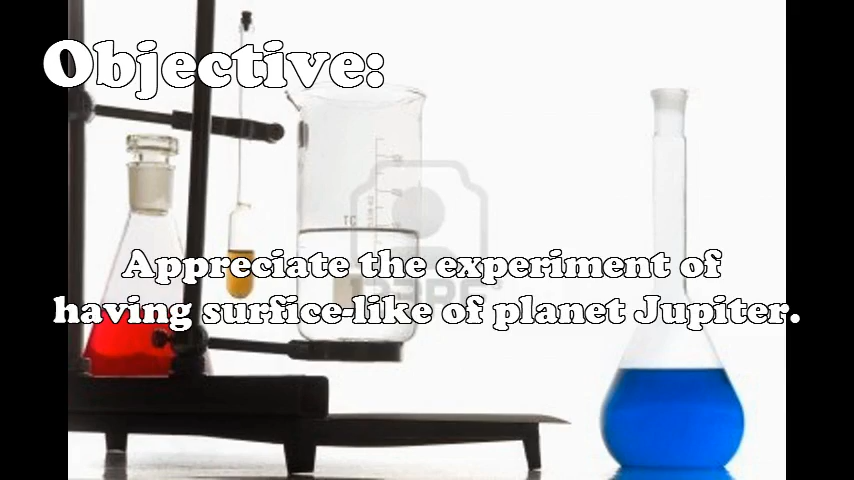 Objective:
Appreciate the experiment of
having surfice-like of planet Jupiter.